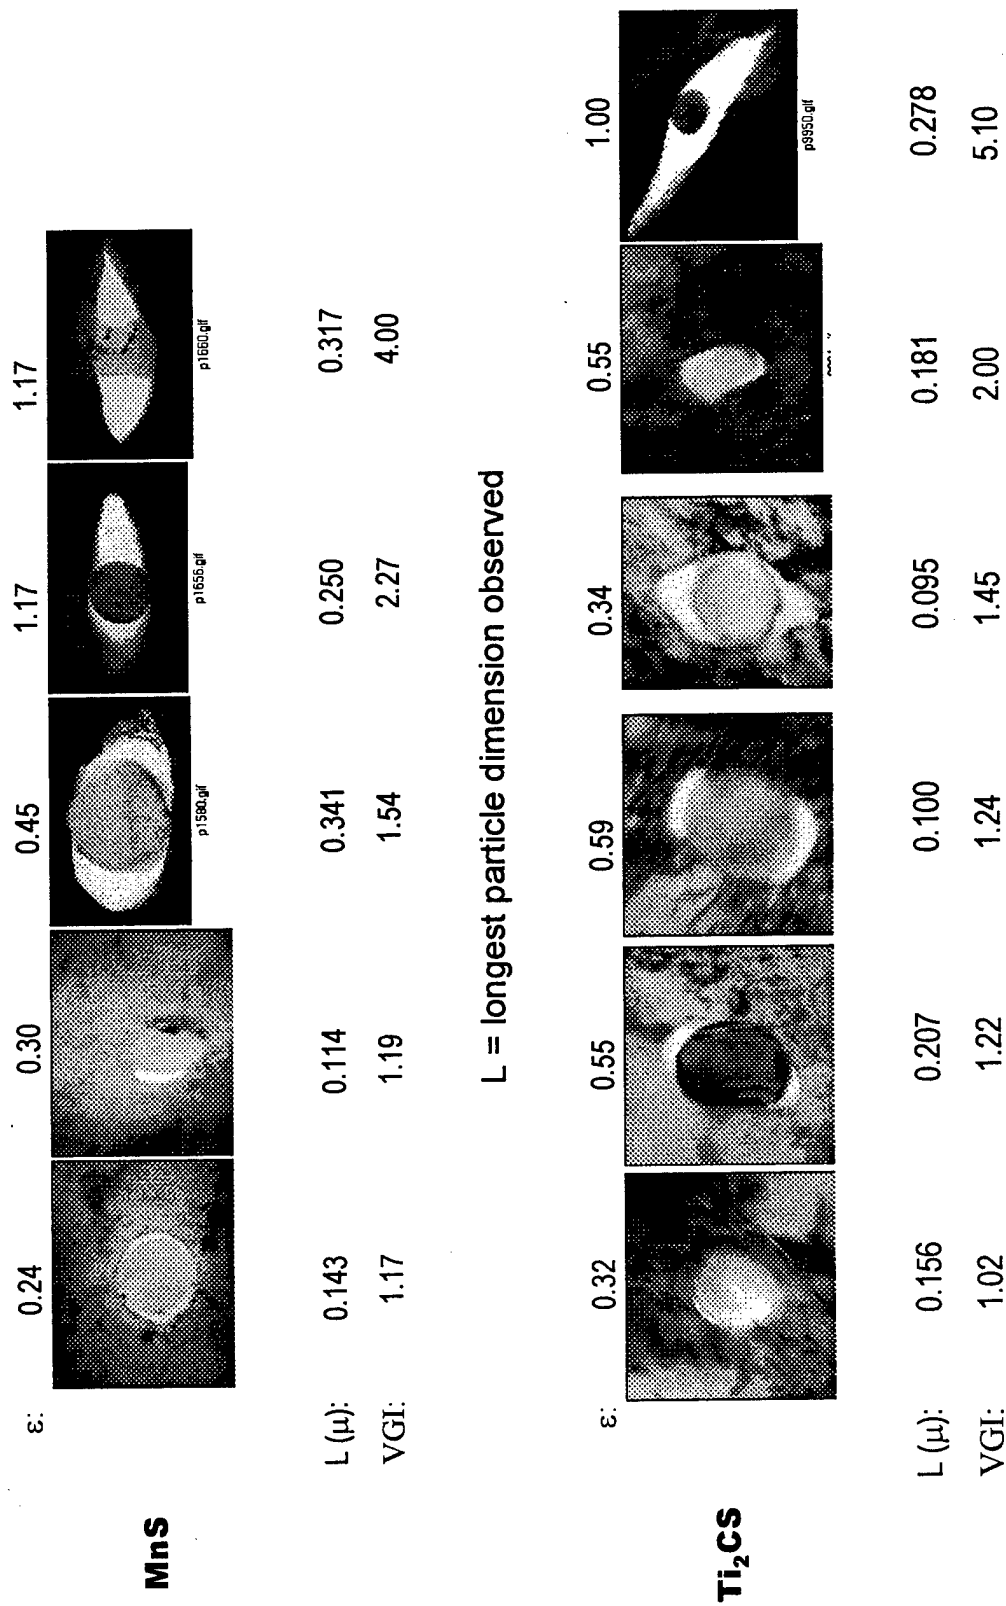 MnS
ε: 0.24 0.30 0.45 1.17 1.17
p1580.gif p1656.gif p1660.gif
L (μ): 0.143 0.114 0.341 0.250 0.317
VGI: 1.17 1.19 1.54 2.27 4.00
L = longest particle dimension observed
Ti₂CS
ε: 0.32 0.55 0.59 0.34 0.55 1.00
p9950.gif
L (μ): 0.156 0.207 0.100 0.095 0.181 0.278
VGI: 1.02 1.22 1.24 1.45 2.00 5.10